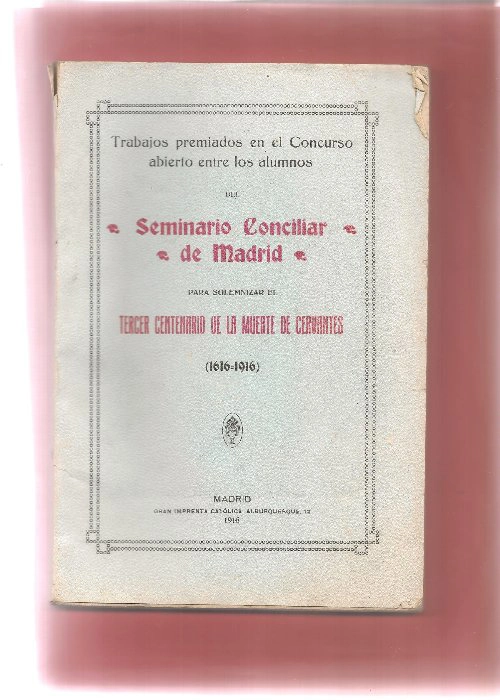 Trabajos premiados en el Concurso
abierto entre los alumnos
DEL
Seminario Conciliar
de Madrid
PARA SOLEMNIZAR EL
TERCER CENTENARIO DE LA MUERTE DE CERVANTES
(1616-1916)
MADRID
GRAN IMPRENTA CATÓLICA ALBURQUERQUE, 12
1916